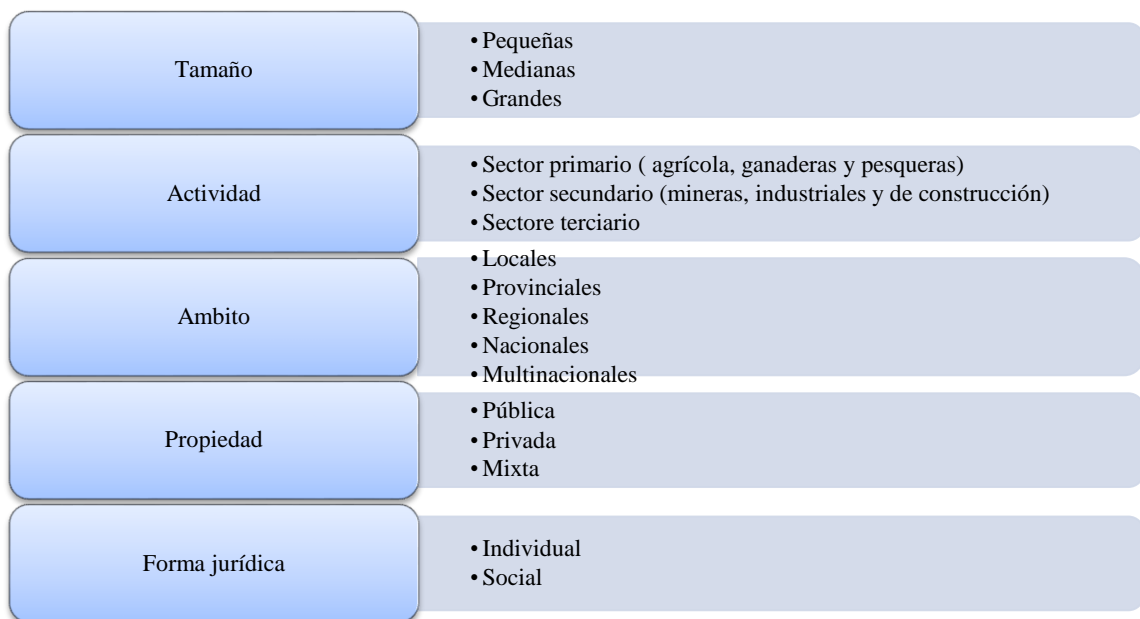 Tamaño
• Pequeñas
• Medianas
• Grandes
Actividad
• Sector primario ( agrícola, ganaderas y pesqueras)
• Sector secundario (mineras, industriales y de construcción)
• Sectore terciario
Ambito
• Locales
• Provinciales
• Regionales
• Nacionales
• Multinacionales
Propiedad
• Pública
• Privada
• Mixta
Forma jurídica
• Individual
• Social